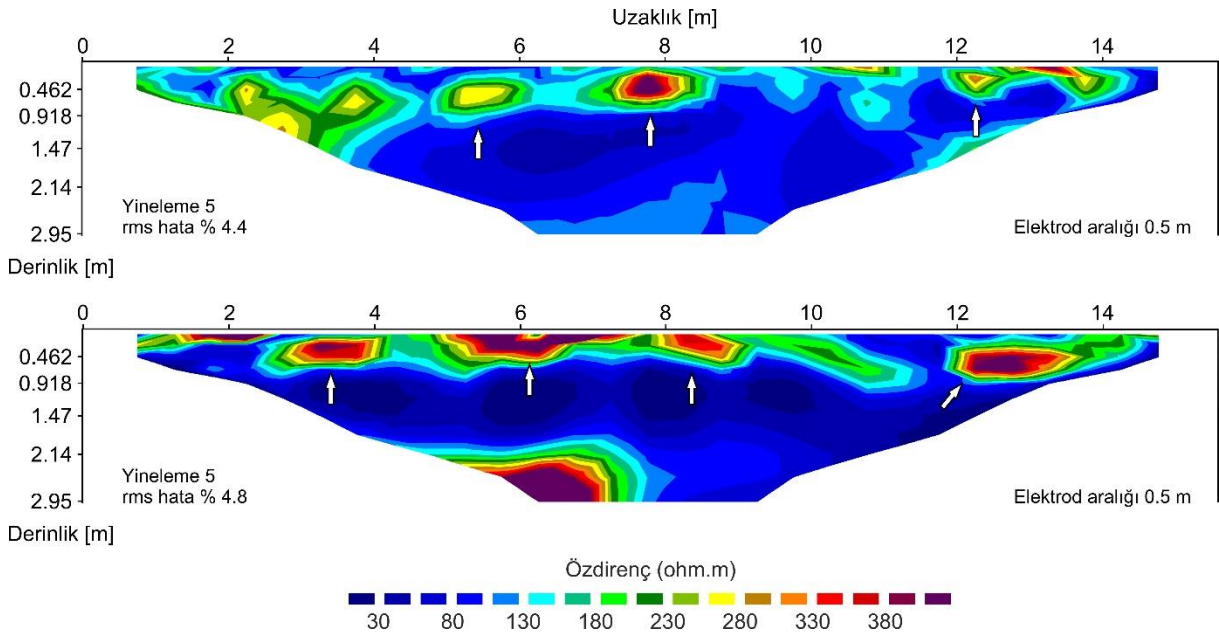 Uzaklık [m]
0 2 4 6 8 10 12 14
0.462
0.918
1.47
2.14
2.95
Derinlik [m]
Yineleme 5
rms hata % 4.4
Elektrod aralığı 0.5 m
0 2 4 6 8 10 12 14
0.462
0.918
1.47
2.14
2.95
Derinlik [m]
Yineleme 5
rms hata % 4.8
Elektrod aralığı 0.5 m
Özdirenç (ohm.m)
30 80 130 180 230 280 330 380